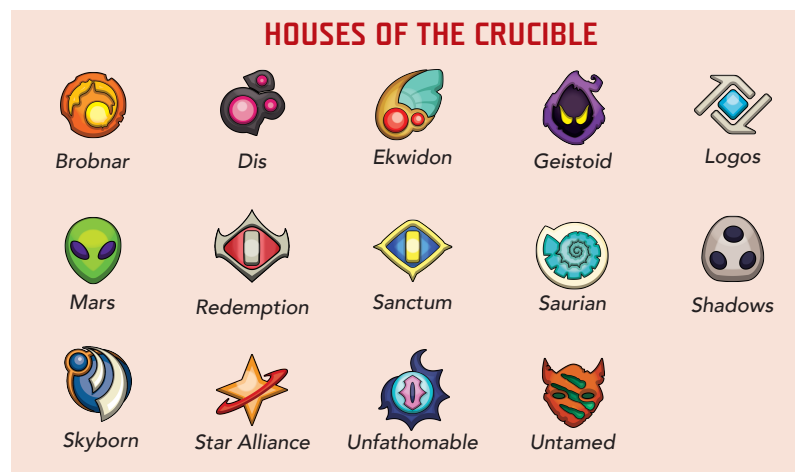 HOUSES OF THE CRUCIBLE
Brobnar
Dis
Ekwidon
Geistoid
Logos
Mars
Redemption
Sanctum
Saurian
Shadows
Skyborn
Star Alliance
Unfathomable
Untamed